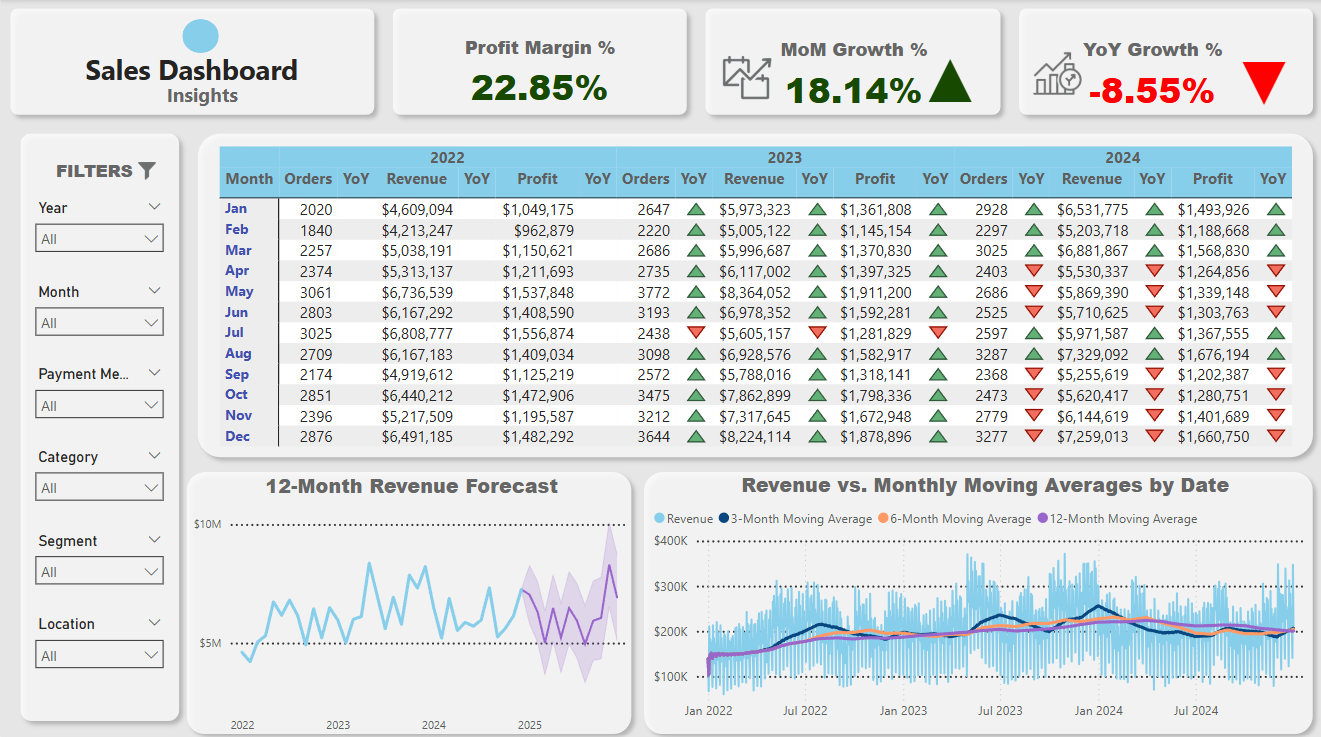 Sales Dashboard
Insights
Profit Margin %
22.85%
MoM Growth %
18.14%
YoY Growth %
-8.55%
FILTERS
Year
All
Month
All
Payment Me...
All
Category
All
Segment
All
Location
All
2022 2023 2024
Month Orders YoY Revenue YoY Profit YoY Orders YoY Revenue YoY Profit YoY Orders YoY Revenue YoY Profit YoY
Jan 2020 $4,609,094 $1,049,175 2647 $5,973,323 $1,361,808 2928 $6,531,775 $1,493,926
Feb 1840 $4,213,247 $962,879 2220 $5,005,122 $1,145,154 2297 $5,203,718 $1,188,668
Mar 2257 $5,038,191 $1,150,621 2686 $5,996,687 $1,370,830 3025 $6,881,867 $1,568,830
Apr 2374 $5,313,137 $1,211,693 2735 $6,117,002 $1,397,325 2403 $5,530,337 $1,264,856
May 3061 $6,736,539 $1,537,848 3772 $8,364,052 $1,911,200 2686 $5,869,390 $1,339,148
Jun 2803 $6,167,292 $1,408,590 3193 $6,978,352 $1,592,281 2525 $5,710,625 $1,303,763
Jul 3025 $6,808,777 $1,556,874 2438 $5,605,157 $1,281,829 2597 $5,971,587 $1,367,555
Aug 2709 $6,167,183 $1,409,034 3098 $6,928,576 $1,582,917 3287 $7,329,092 $1,676,194
Sep 2174 $4,919,612 $1,125,219 2572 $5,788,016 $1,318,141 2368 $5,255,619 $1,202,387
Oct 2851 $6,440,212 $1,472,906 3475 $7,862,899 $1,798,336 2473 $5,620,417 $1,280,751
Nov 2396 $5,217,509 $1,195,587 3212 $7,317,645 $1,672,948 2779 $6,144,619 $1,401,689
Dec 2876 $6,491,185 $1,482,292 3644 $8,224,114 $1,878,896 3277 $7,259,013 $1,660,750
12-Month Revenue Forecast
$10M
$5M
2022 2023 2024 2025
Revenue vs. Monthly Moving Averages by Date
Revenue 3-Month Moving Average 6-Month Moving Average 12-Month Moving Average
$400K
$300K
$200K
$100K
Jan 2022 Jul 2022 Jan 2023 Jul 2023 Jan 2024 Jul 2024